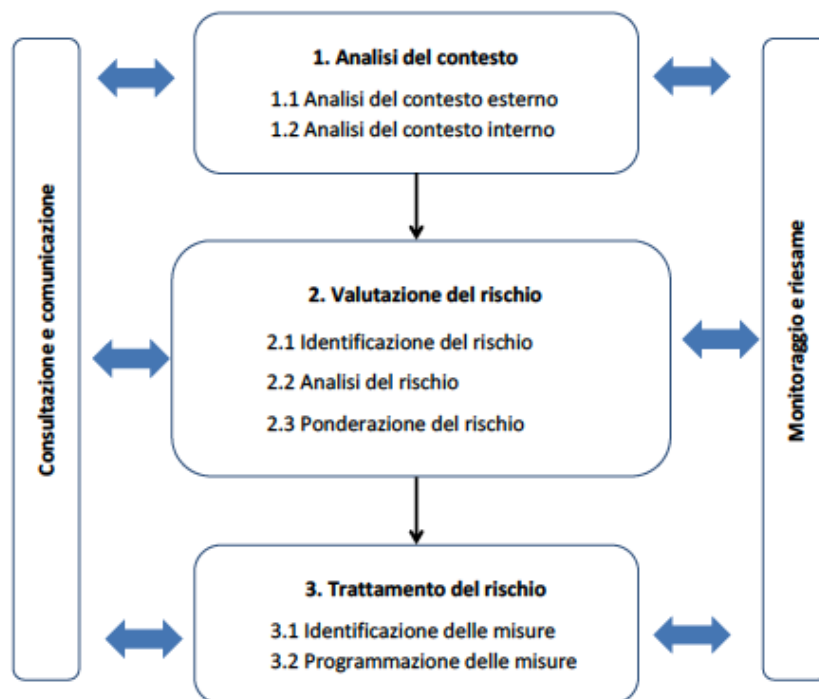 Consultazione e comunicazione
1. Analisi del contesto
1.1 Analisi del contesto esterno
1.2 Analisi del contesto interno
2. Valutazione del rischio
2.1 Identificazione del rischio
2.2 Analisi del rischio
2.3 Ponderazione del rischio
3. Trattamento del rischio
3.1 Identificazione delle misure
3.2 Programmazione delle misure
Monitoraggio e riesame